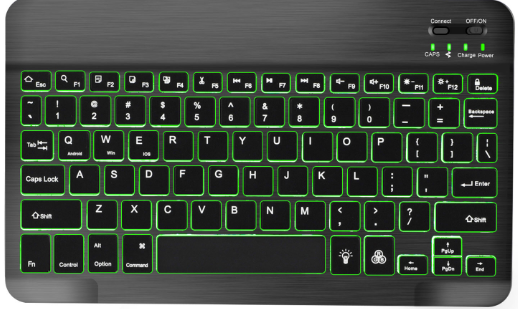 Connect OFF/ON
CAPS Charge Power
Esc F1 F2 F3 F4 F5 F6 F7 F8 F9 F10 F11 F12 Delete
~ ! @ # $ % ^ & * ( ) — + Backspace
` 1 2 3 4 5 6 7 8 9 0 - =
Tab Q W E R T Y U I O P { } |
Android Win iOS [ ] \
Caps Lock A S D F G H J K L : " Enter
; '
Shift Z X C V B N M < > ? Shift
, . /
Alt ⌘ PgUp
Fn Control Option Command Home PgDn End